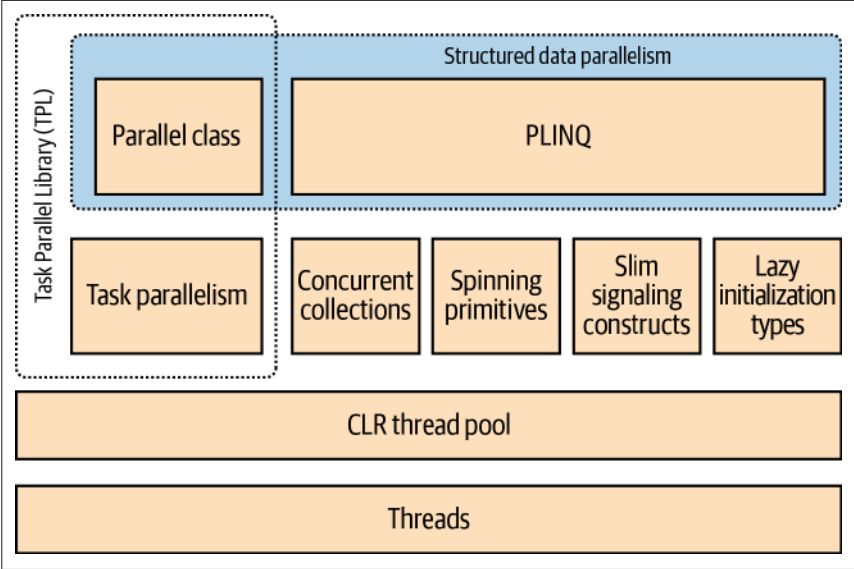 Task Parallel Library (TPL)
Structured data parallelism
Parallel class
PLINQ
Task parallelism
Concurrent
collections
Spinning
primitives
Slim
signaling
constructs
Lazy
initialization
types
CLR thread pool
Threads